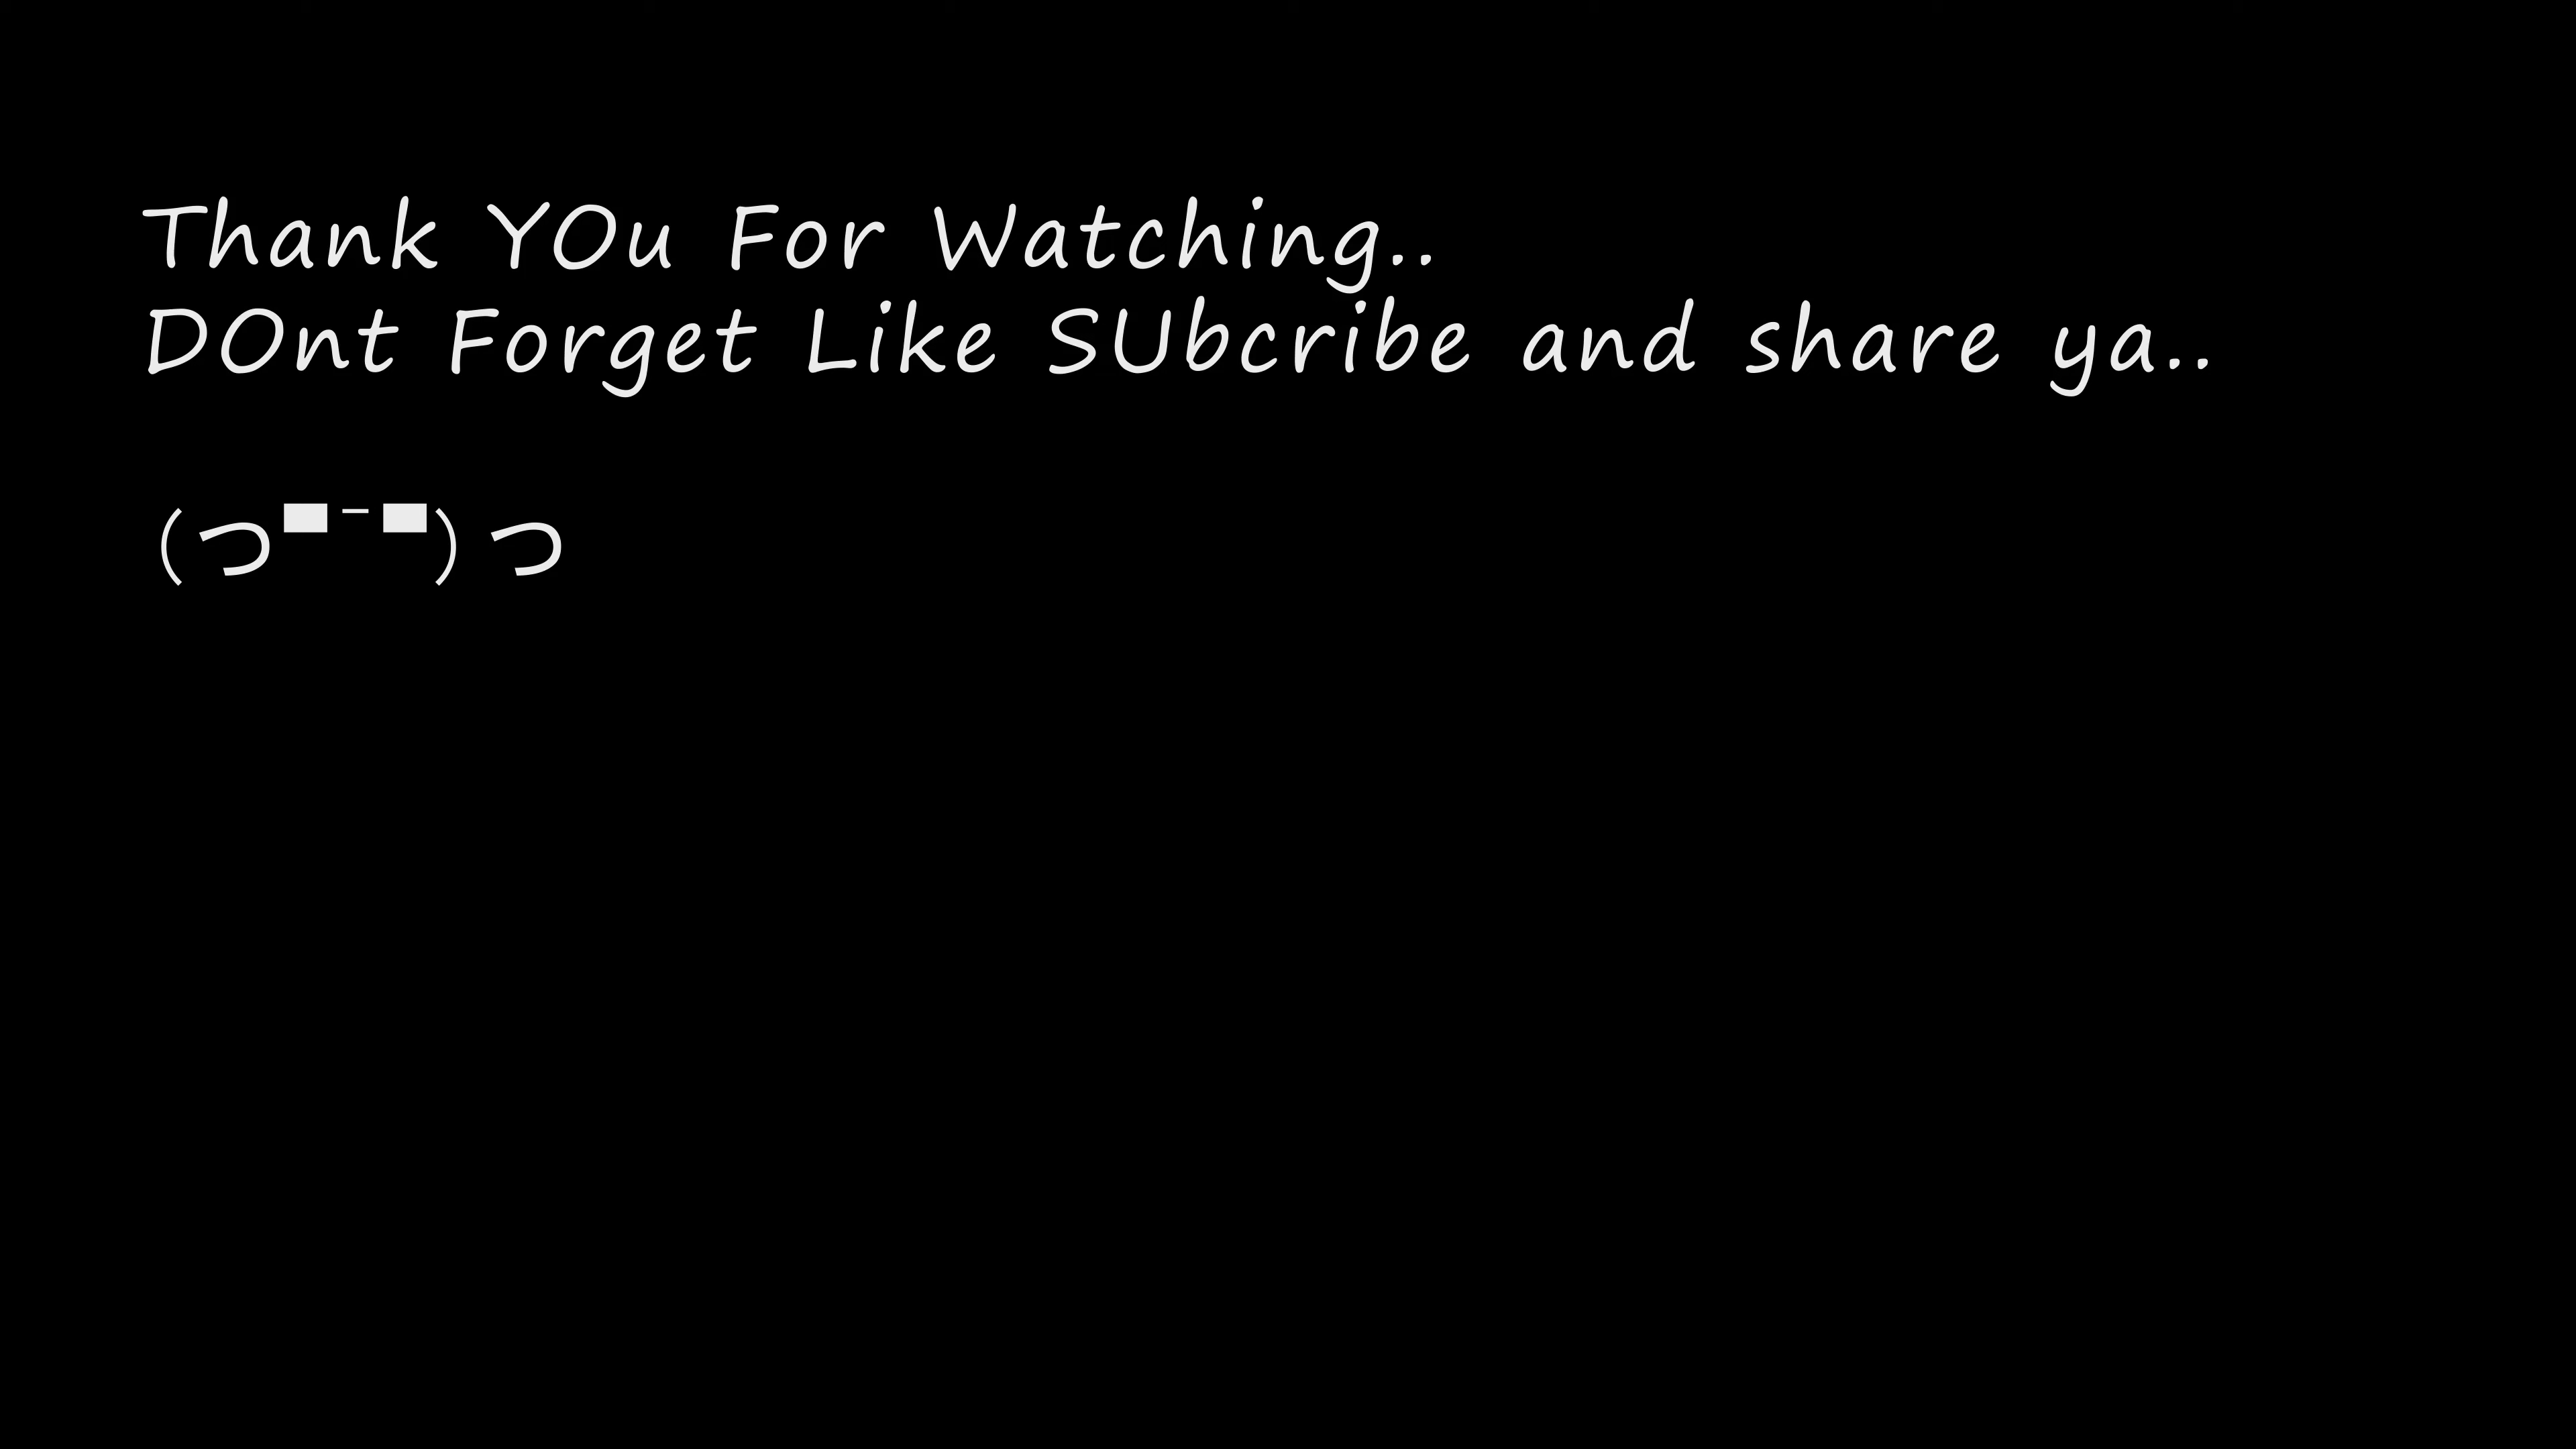 Thank YOu For Watching..
DOnt Forget Like SUbcribe and share ya..
(つ▀¯▀)つ